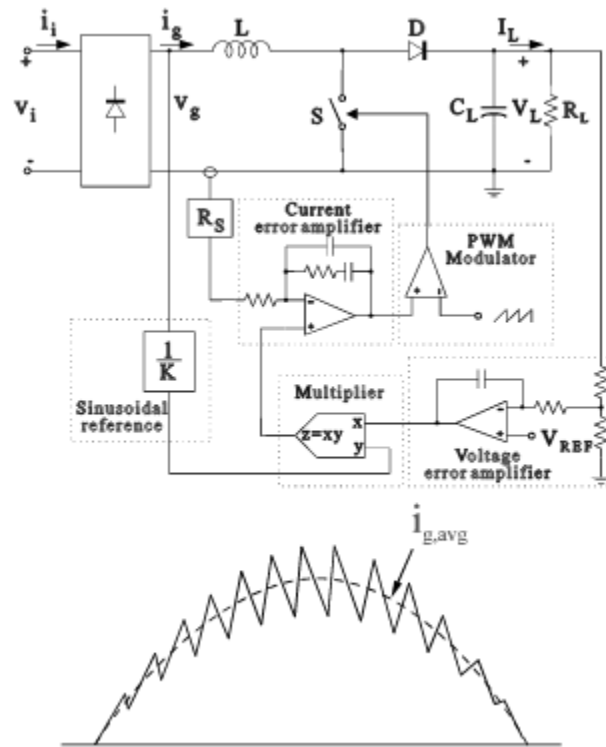 i_i
i_g
L
D
I_L
+
+
v_i
v_g
S
C_L
V_L
R_L
-
-
R_S
Current
error amplifier
PWM
Modulator
-
+
+
-
1
K
Sinusoidal
reference
Multiplier
x
z=xy
y
-
+
V_REF
Voltage
error amplifier
i_g,avg